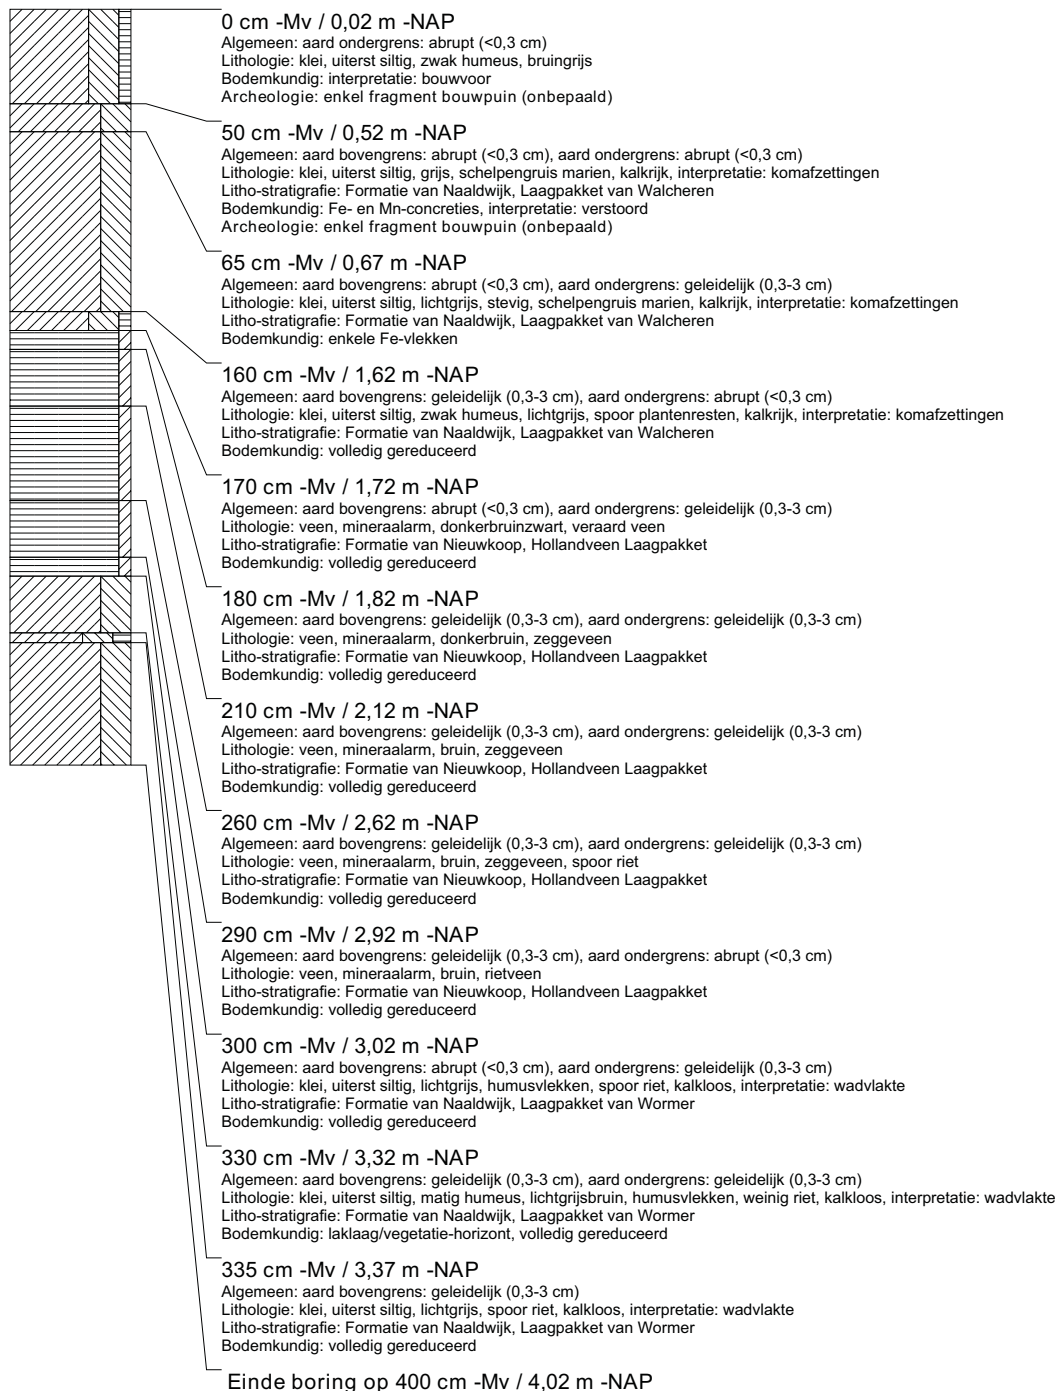 0 cm -Mv / 0,02 m -NAP
Algemeen: aard ondergrens: abrupt (<0,3 cm)
Lithologie: klei, uiterst siltig, zwak humeus, bruingrijs
Bodemkundig: interpretatie: bouwvoor
Archeologie: enkel fragment bouwpuin (onbepaald)
50 cm -Mv / 0,52 m -NAP
Algemeen: aard bovengrens: abrupt (<0,3 cm), aard ondergrens: abrupt (<0,3 cm)
Lithologie: klei, uiterst siltig, grijs, schelpengruis marien, kalkrijk, interpretatie: komafzettingen
Litho-stratigrafie: Formatie van Naaldwijk, Laagpakket van Walcheren
Bodemkundig: Fe- en Mn-concreties, interpretatie: verstoord
Archeologie: enkel fragment bouwpuin (onbepaald)
65 cm -Mv / 0,67 m -NAP
Algemeen: aard bovengrens: abrupt (<0,3 cm), aard ondergrens: geleidelijk (0,3-3 cm)
Lithologie: klei, uiterst siltig, lichtgrijs, stevig, schelpengruis marien, kalkrijk, interpretatie: komafzettingen
Litho-stratigrafie: Formatie van Naaldwijk, Laagpakket van Walcheren
Bodemkundig: enkele Fe-vlekken
160 cm -Mv / 1,62 m -NAP
Algemeen: aard bovengrens: geleidelijk (0,3-3 cm), aard ondergrens: abrupt (<0,3 cm)
Lithologie: klei, uiterst siltig, zwak humeus, lichtgrijs, spoor plantenresten, kalkrijk, interpretatie: komafzettingen
Litho-stratigrafie: Formatie van Naaldwijk, Laagpakket van Walcheren
Bodemkundig: volledig gereduceerd
170 cm -Mv / 1,72 m -NAP
Algemeen: aard bovengrens: abrupt (<0,3 cm), aard ondergrens: geleidelijk (0,3-3 cm)
Lithologie: veen, mineraalarm, donkerbruinzwart, veraard veen
Litho-stratigrafie: Formatie van Nieuwkoop, Hollandveen Laagpakket
Bodemkundig: volledig gereduceerd
180 cm -Mv / 1,82 m -NAP
Algemeen: aard bovengrens: geleidelijk (0,3-3 cm), aard ondergrens: geleidelijk (0,3-3 cm)
Lithologie: veen, mineraalarm, donkerbruin, zeggeveen
Litho-stratigrafie: Formatie van Nieuwkoop, Hollandveen Laagpakket
Bodemkundig: volledig gereduceerd
210 cm -Mv / 2,12 m -NAP
Algemeen: aard bovengrens: geleidelijk (0,3-3 cm), aard ondergrens: geleidelijk (0,3-3 cm)
Lithologie: veen, mineraalarm, bruin, zeggeveen
Litho-stratigrafie: Formatie van Nieuwkoop, Hollandveen Laagpakket
Bodemkundig: volledig gereduceerd
260 cm -Mv / 2,62 m -NAP
Algemeen: aard bovengrens: geleidelijk (0,3-3 cm), aard ondergrens: geleidelijk (0,3-3 cm)
Lithologie: veen, mineraalarm, bruin, zeggeveen, spoor riet
Litho-stratigrafie: Formatie van Nieuwkoop, Hollandveen Laagpakket
Bodemkundig: volledig gereduceerd
290 cm -Mv / 2,92 m -NAP
Algemeen: aard bovengrens: geleidelijk (0,3-3 cm), aard ondergrens: abrupt (<0,3 cm)
Lithologie: veen, mineraalarm, bruin, rietveen
Litho-stratigrafie: Formatie van Nieuwkoop, Hollandveen Laagpakket
Bodemkundig: volledig gereduceerd
300 cm -Mv / 3,02 m -NAP
Algemeen: aard bovengrens: abrupt (<0,3 cm), aard ondergrens: geleidelijk (0,3-3 cm)
Lithologie: klei, uiterst siltig, lichtgrijs, humusvlekken, spoor riet, kalkloos, interpretatie: wadvlakte
Litho-stratigrafie: Formatie van Naaldwijk, Laagpakket van Wormer
Bodemkundig: volledig gereduceerd
330 cm -Mv / 3,32 m -NAP
Algemeen: aard bovengrens: geleidelijk (0,3-3 cm), aard ondergrens: geleidelijk (0,3-3 cm)
Lithologie: klei, uiterst siltig, matig humeus, lichtgrijsbruin, humusvlekken, weinig riet, kalkloos, interpretatie: wadvlakte
Litho-stratigrafie: Formatie van Naaldwijk, Laagpakket van Wormer
Bodemkundig: laklaag/vegetatie-horizont, volledig gereduceerd
335 cm -Mv / 3,37 m -NAP
Algemeen: aard bovengrens: geleidelijk (0,3-3 cm)
Lithologie: klei, uiterst siltig, lichtgrijs, spoor riet, kalkloos, interpretatie: wadvlakte
Litho-stratigrafie: Formatie van Naaldwijk, Laagpakket van Wormer
Bodemkundig: volledig gereduceerd
Einde boring op 400 cm -Mv / 4,02 m -NAP